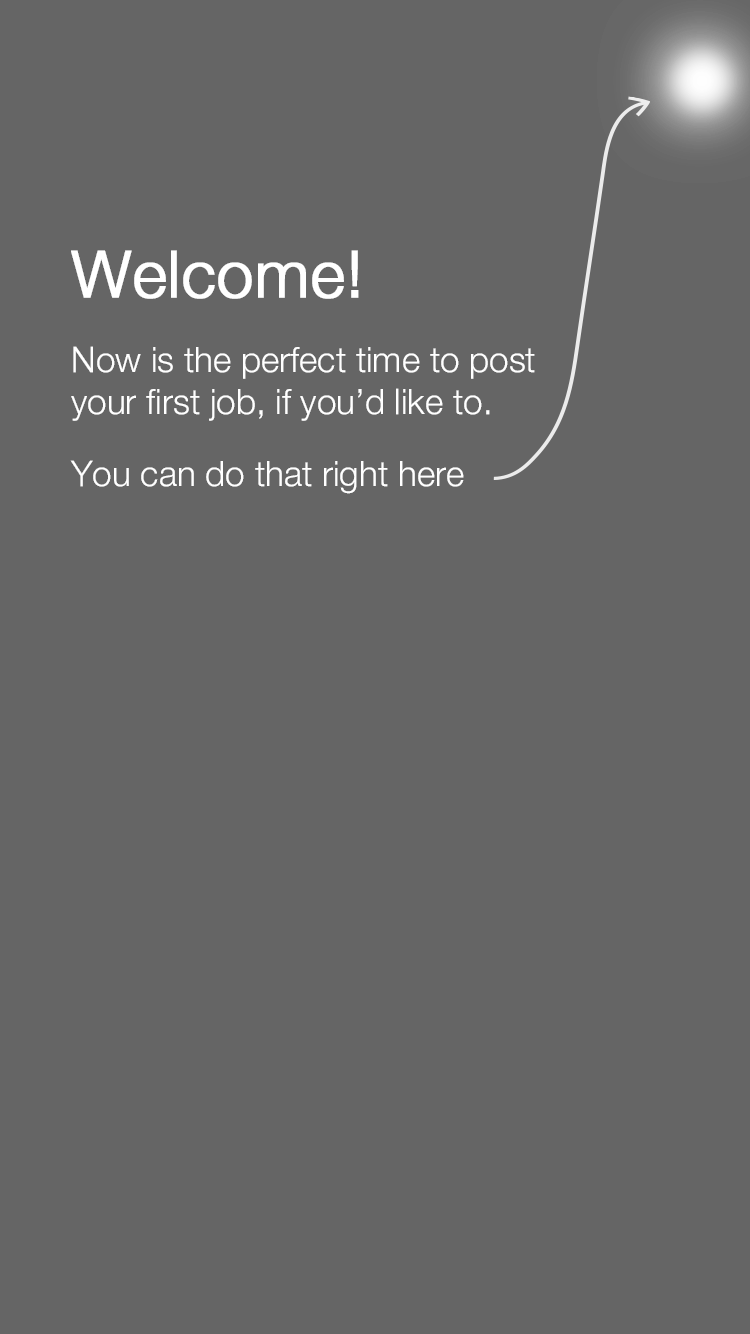 Welcome!
Now is the perfect time to post
your first job, if you’d like to.
You can do that right here